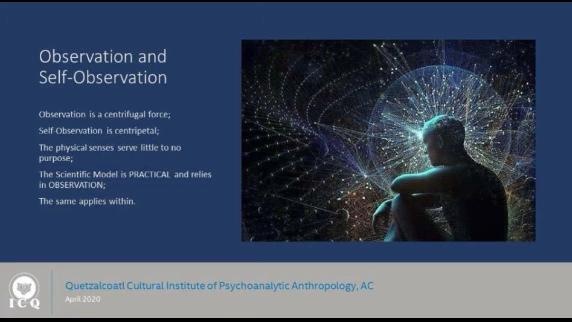 Observation and
Self-Observation
Observation is a centrifugal force;
Self-Observation is centripetal;
The physical senses serve little to no
purpose;
The Scientific Model is PRACTICAL and relies
in OBSERVATION;
The same applies within.
Quetzalcoatl Cultural Institute of Psychoanalytic Anthropology, AC
April 2020
I C Q